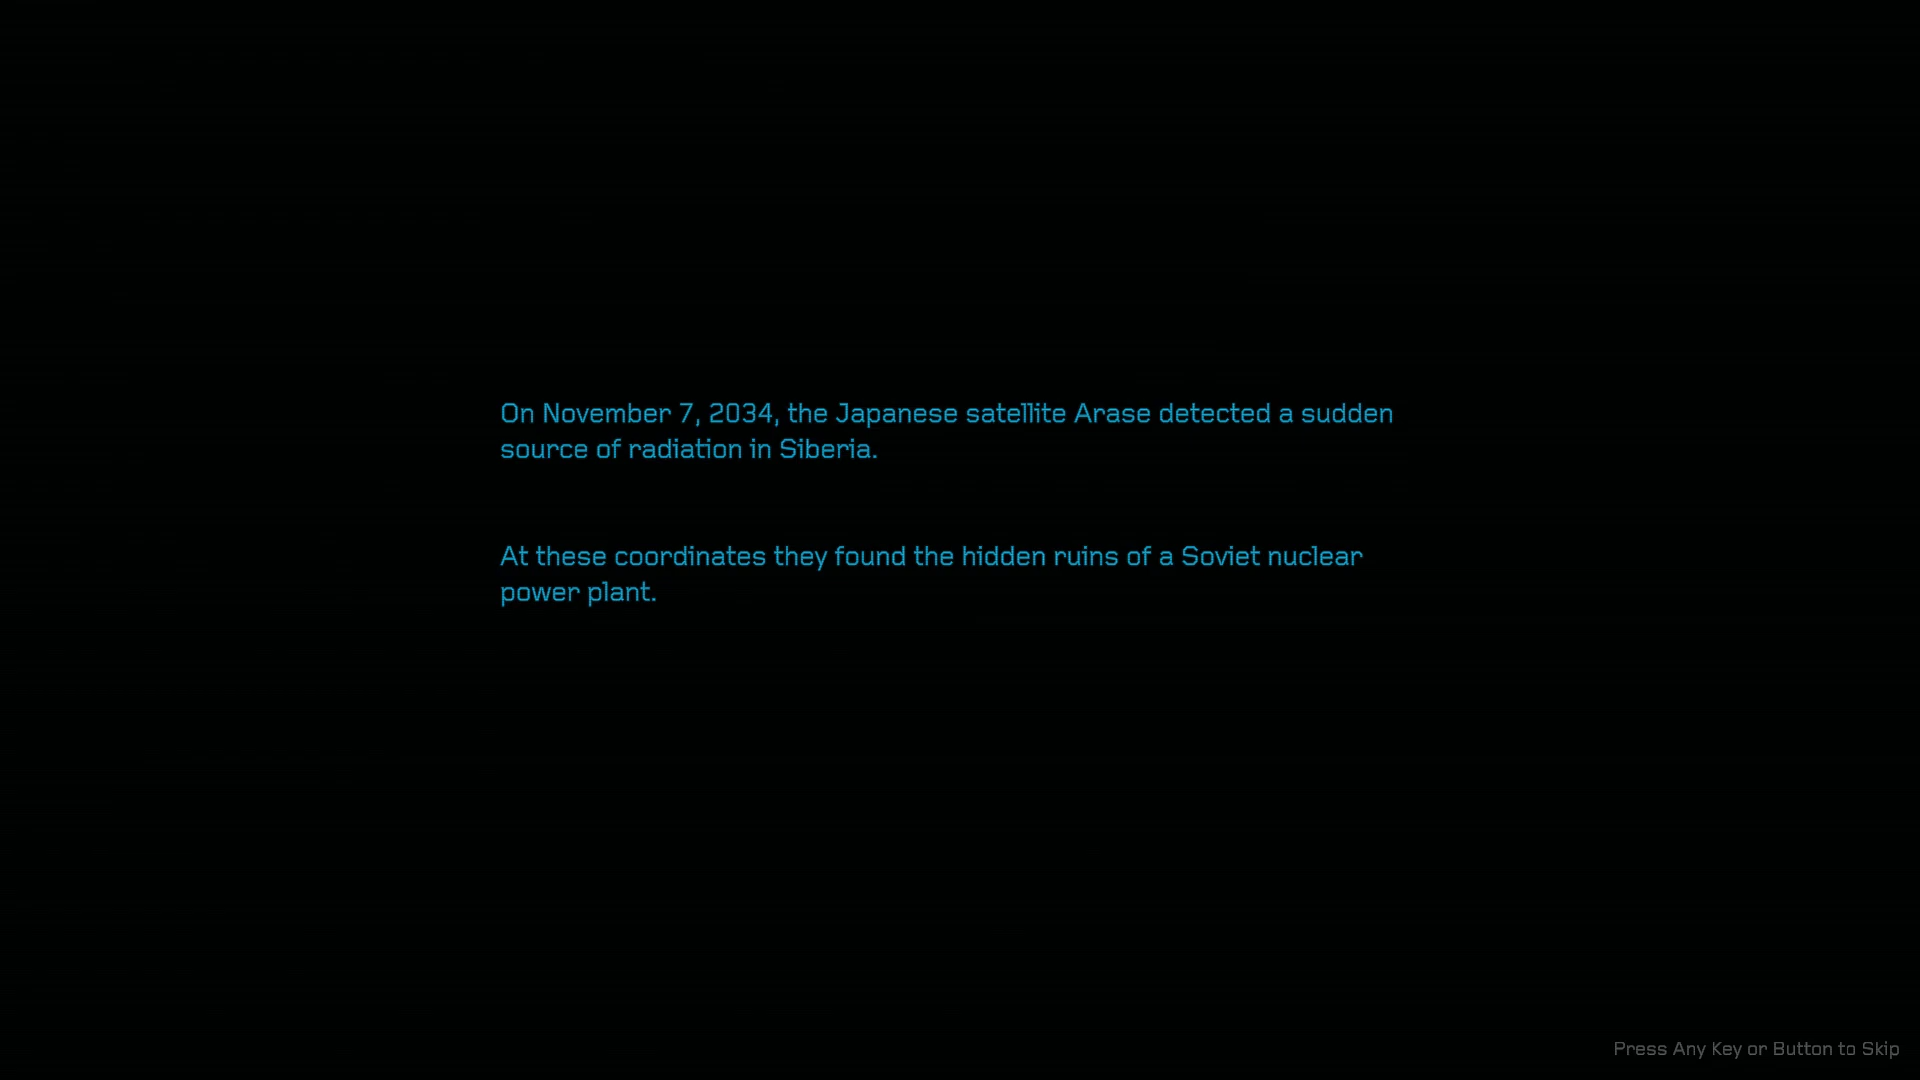 On November 7, 2034, the Japanese satellite Arase detected a sudden
source of radiation in Siberia.
At these coordinates they found the hidden ruins of a Soviet nuclear
power plant.
Press Any Key or Button to Skip